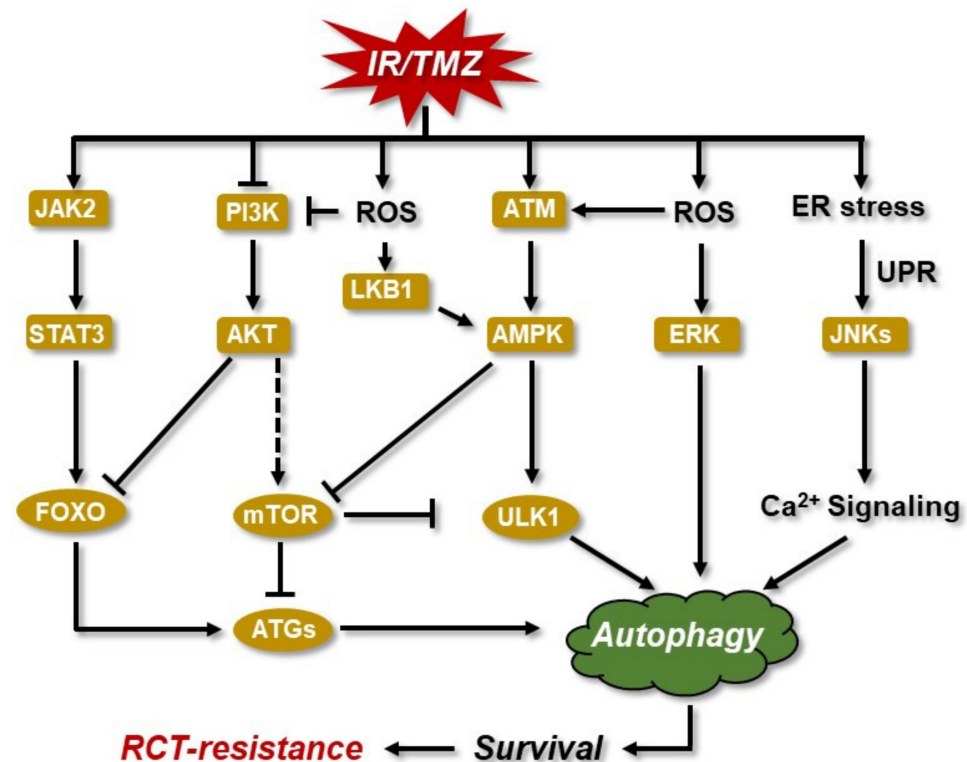 IR/TMZ
JAK2
PI3K
ROS
ATM
ROS
ER stress
LKB1
UPR
STAT3
AKT
AMPK
ERK
JNKs
FOXO
mTOR
ULK1
Ca²⁺ Signaling
ATGs
Autophagy
RCT-resistance
Survival